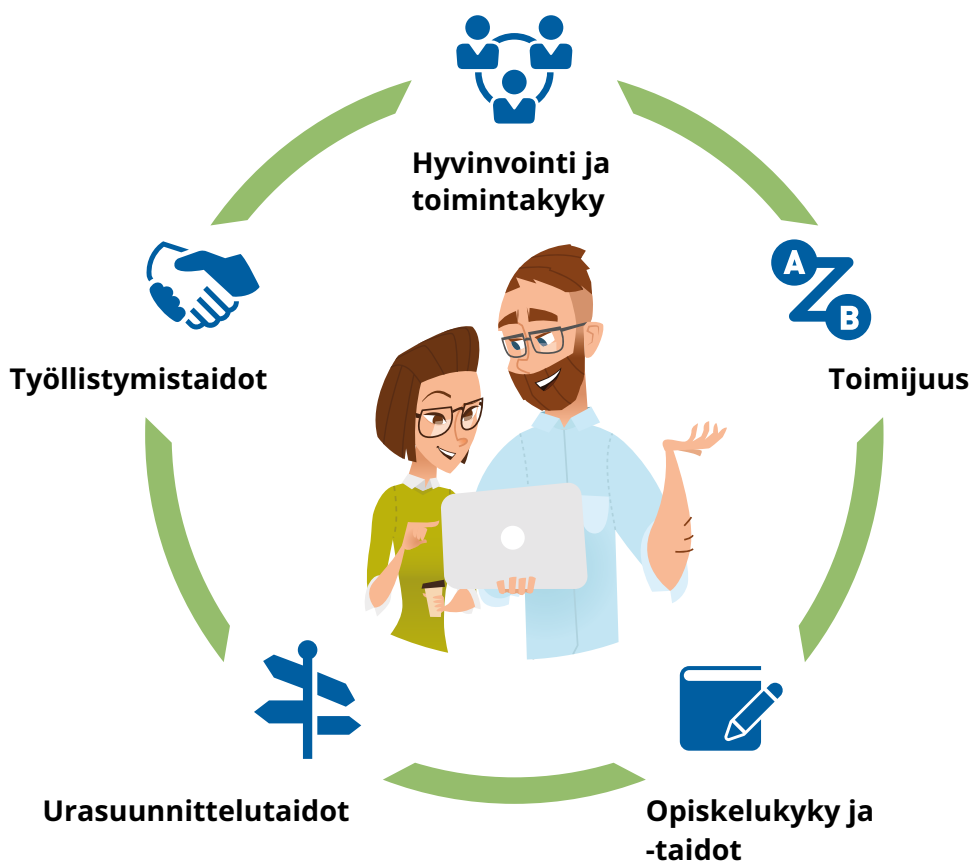 Hyvinvointi ja
toimintakyky
A
B
Työllistymistaidot
Toimijuus
Urasuunnittelutaidot
Opiskelukyky ja
-taidot